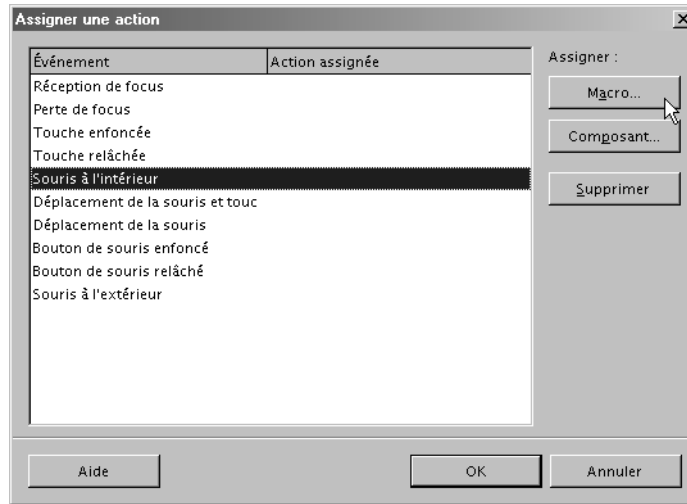 Assigner une action
Événement Action assignée
Réception de focus
Perte de focus
Touche enfoncée
Touche relâchée
Souris à l'intérieur
Déplacement de la souris et touc
Déplacement de la souris
Bouton de souris enfoncé
Bouton de souris relâché
Souris à l'extérieur
Assigner :
Macro...
Composant...
Supprimer
Aide OK Annuler